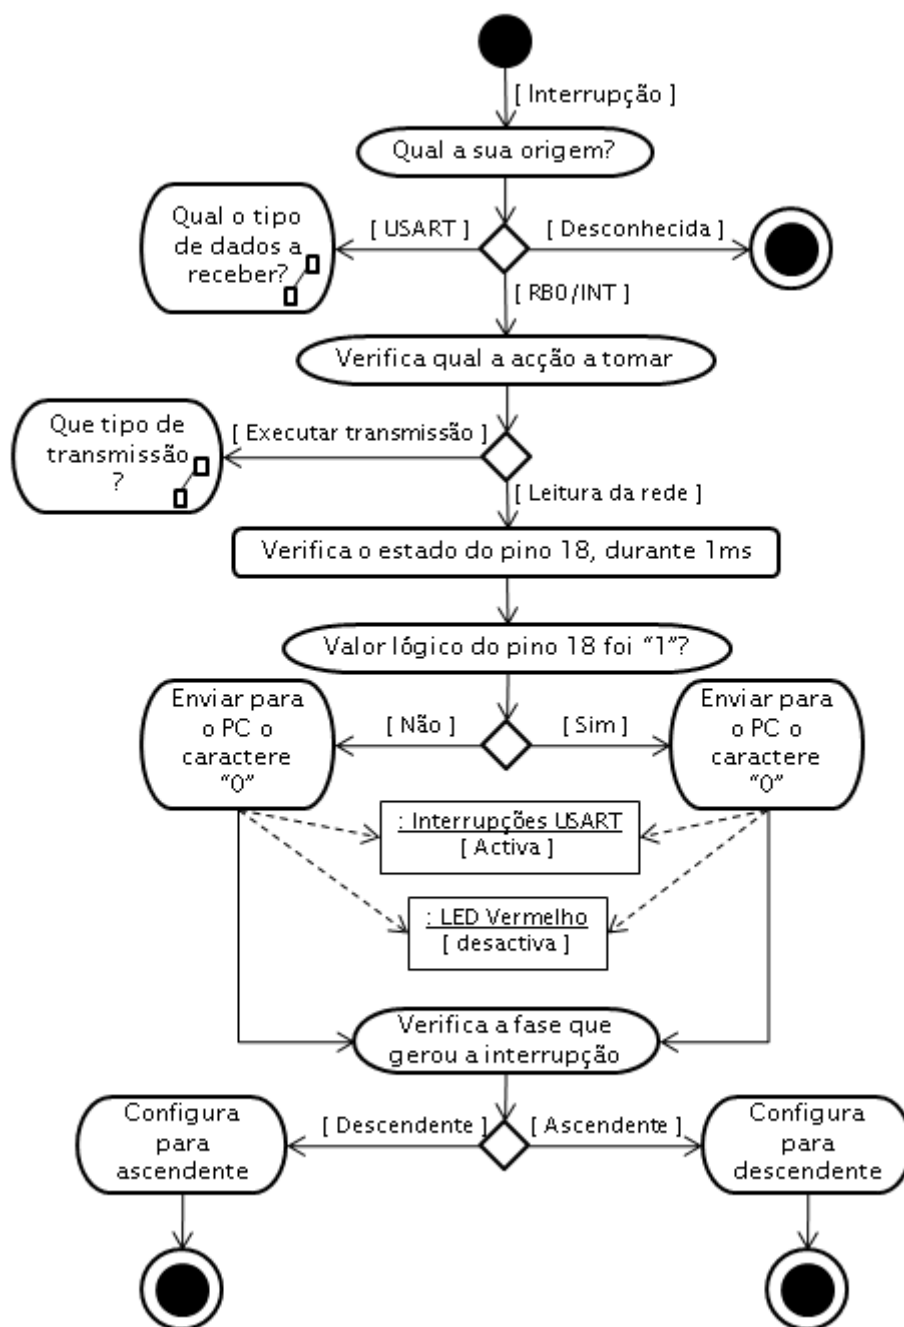 [ Interrupção ]
Qual a sua origem?
Qual o tipo
de dados a
receber?
[ USART ]
[ Desconhecida ]
[ RB0/INT ]
Verifica qual a acção a tomar
Que tipo de
transmissão
?
[ Executar transmissão ]
[ Leitura da rede ]
Verifica o estado do pino 18, durante 1ms
Valor lógico do pino 18 foi “1”?
Enviar para
o PC o
caractere
“0”
[ Não ]
[ Sim ]
Enviar para
o PC o
caractere
“0”
: Interrupções USART
[ Activa ]
: LED Vermelho
[ desactiva ]
Verifica a fase que
gerou a interrupção
Configura
para
ascendente
[ Descendente ]
[ Ascendente ]
Configura
para
descendente